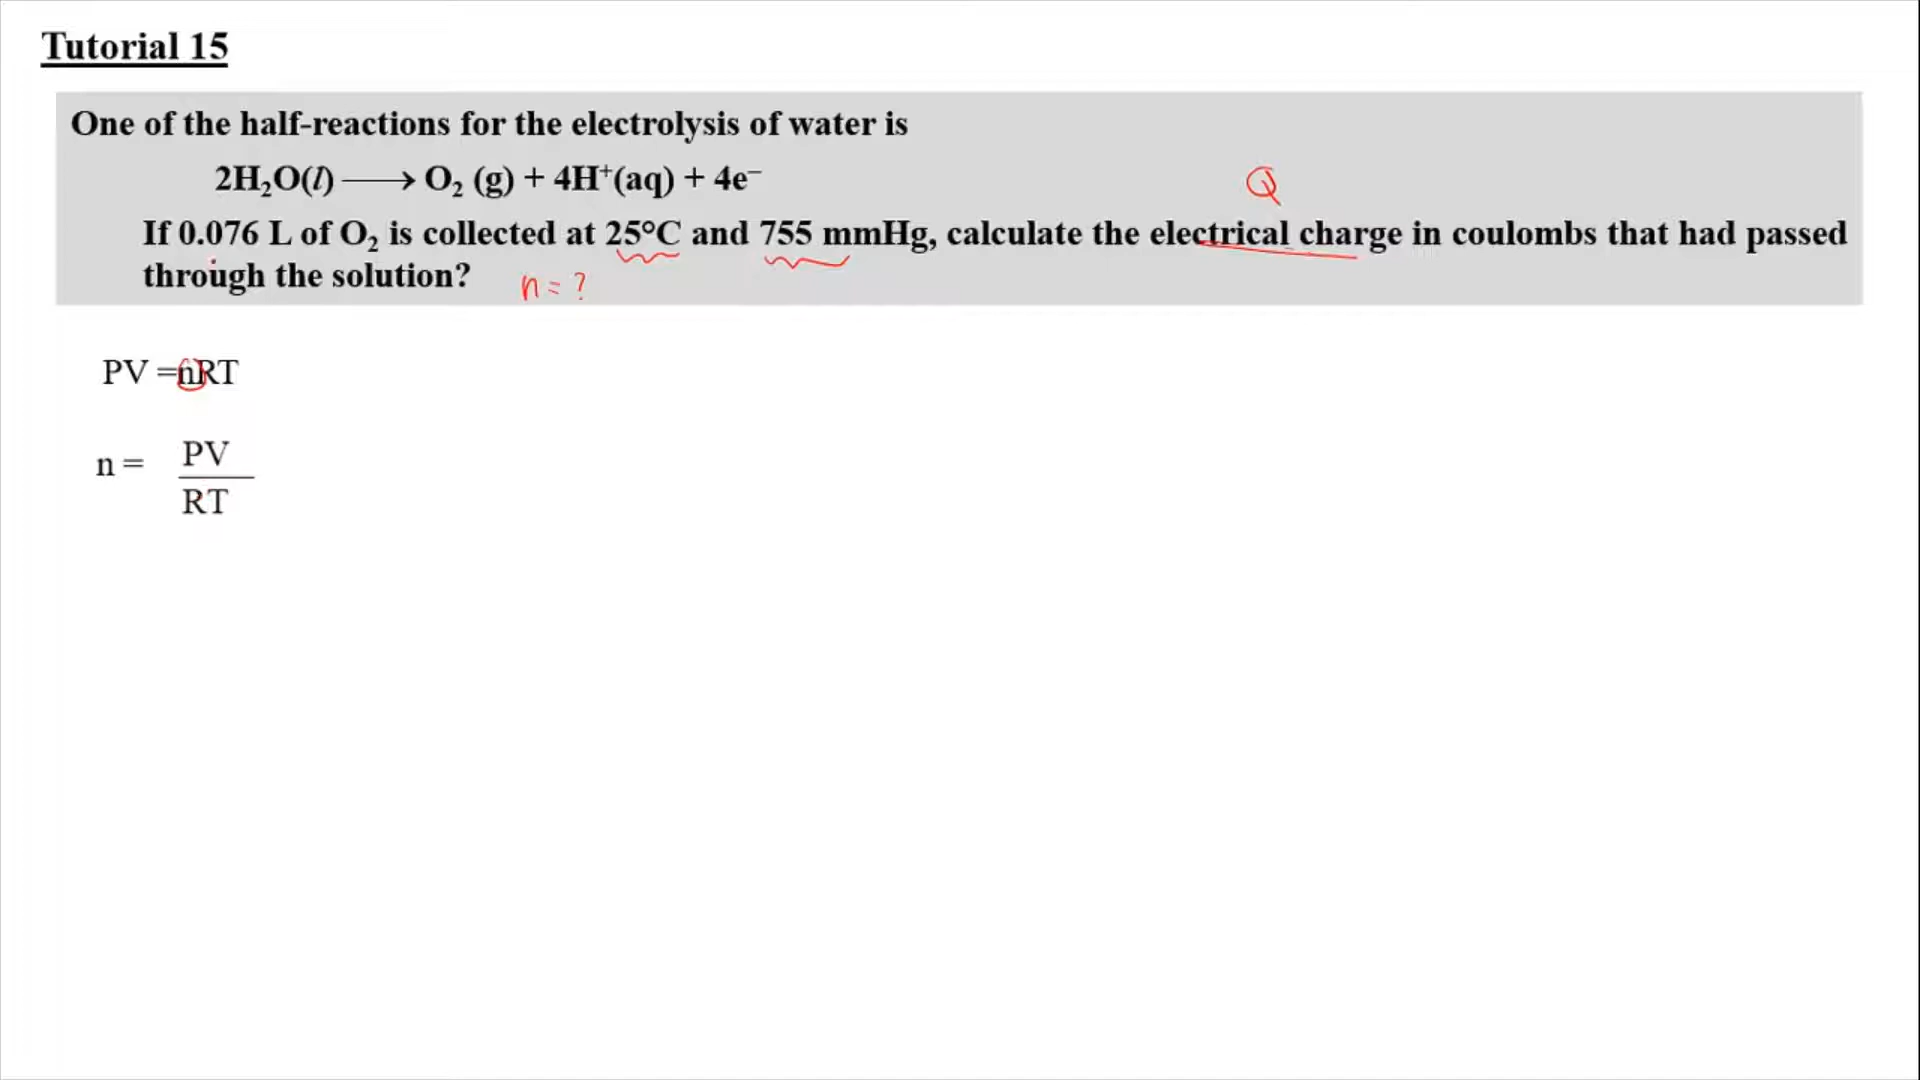 Tutorial 15
One of the half-reactions for the electrolysis of water is
2H₂O(l) ⟶ O₂ (g) + 4H⁺(aq) + 4e⁻
Q
If 0.076 L of O₂ is collected at 25°C and 755 mmHg, calculate the electrical charge in coulombs that had passed
through the solution?
n = ?
PV =nRT
n = PV
RT